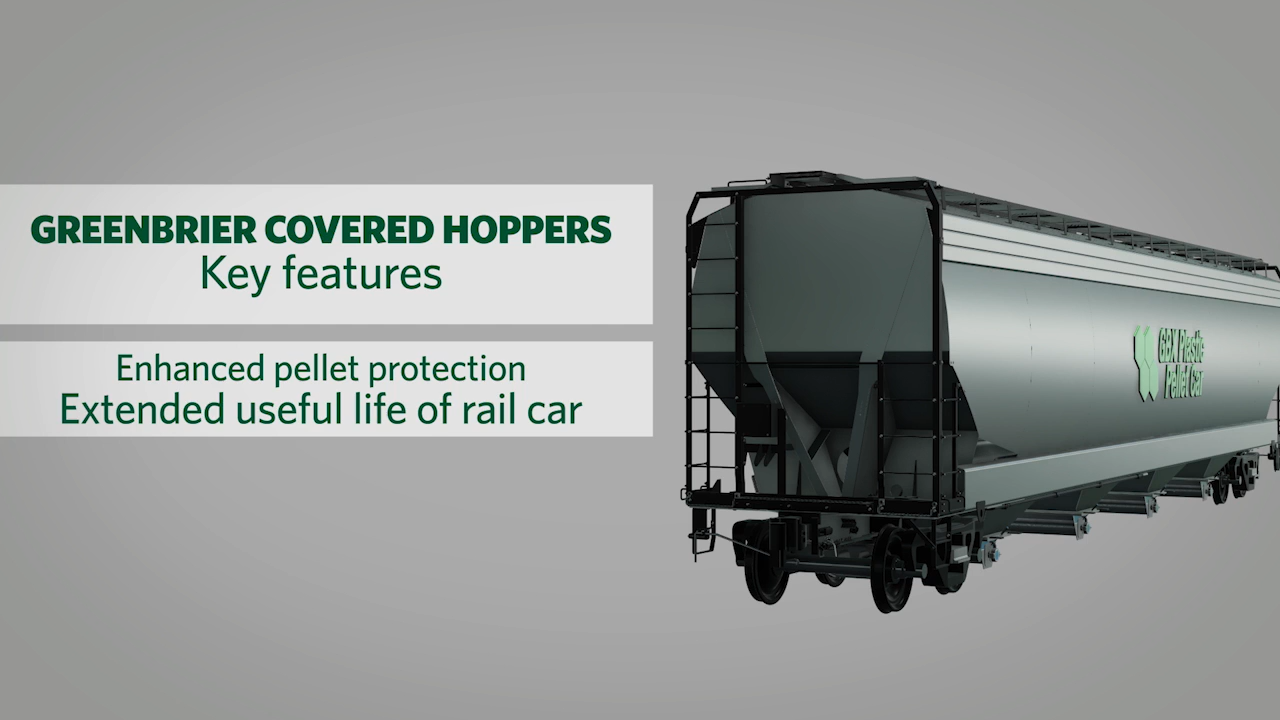 GREENBRIER COVERED HOPPERS
Key features
Enhanced pellet protection
Extended useful life of rail car
GBX Plastic
Pellet Car